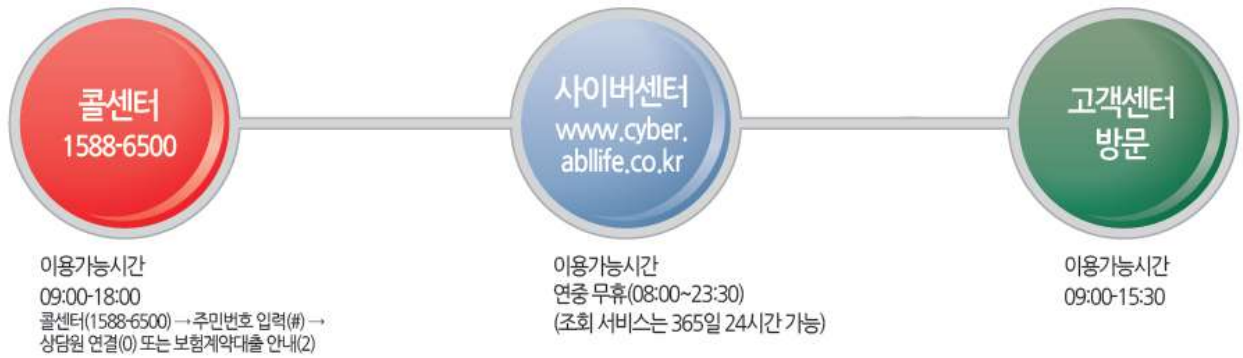 콜센터
1588-6500
이용가능시간
09:00-18:00
콜센터(1588-6500) → 주민번호 입력(#) →
상담원 연결(0) 또는 보험계약대출 안내(2)
사이버센터
www.cyber.
abllife.co.kr
이용가능시간
연중 무휴(08:00~23:30)
(조회 서비스는 365일 24시간 가능)
고객센터
방문
이용가능시간
09:00-15:30